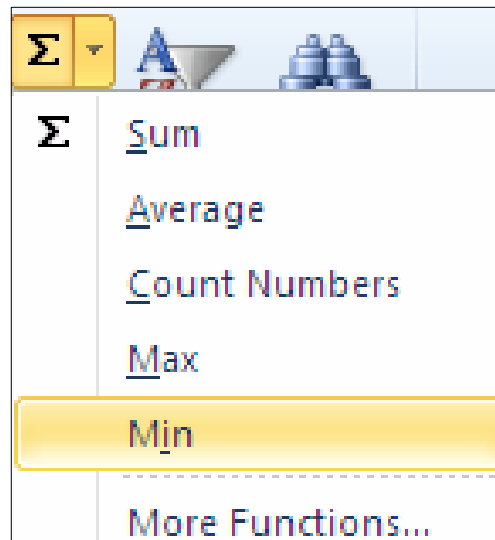 Σ
Σ Sum
Average
Count Numbers
Max
Min
More Functions...